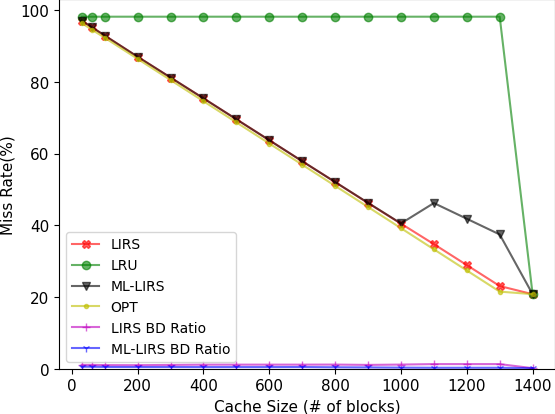 100
80
60
40
20
0
Miss Rate(%)
LIRS
LRU
ML-LIRS
OPT
LIRS BD Ratio
ML-LIRS BD Ratio
0 200 400 600 800 1000 1200 1400
Cache Size (# of blocks)